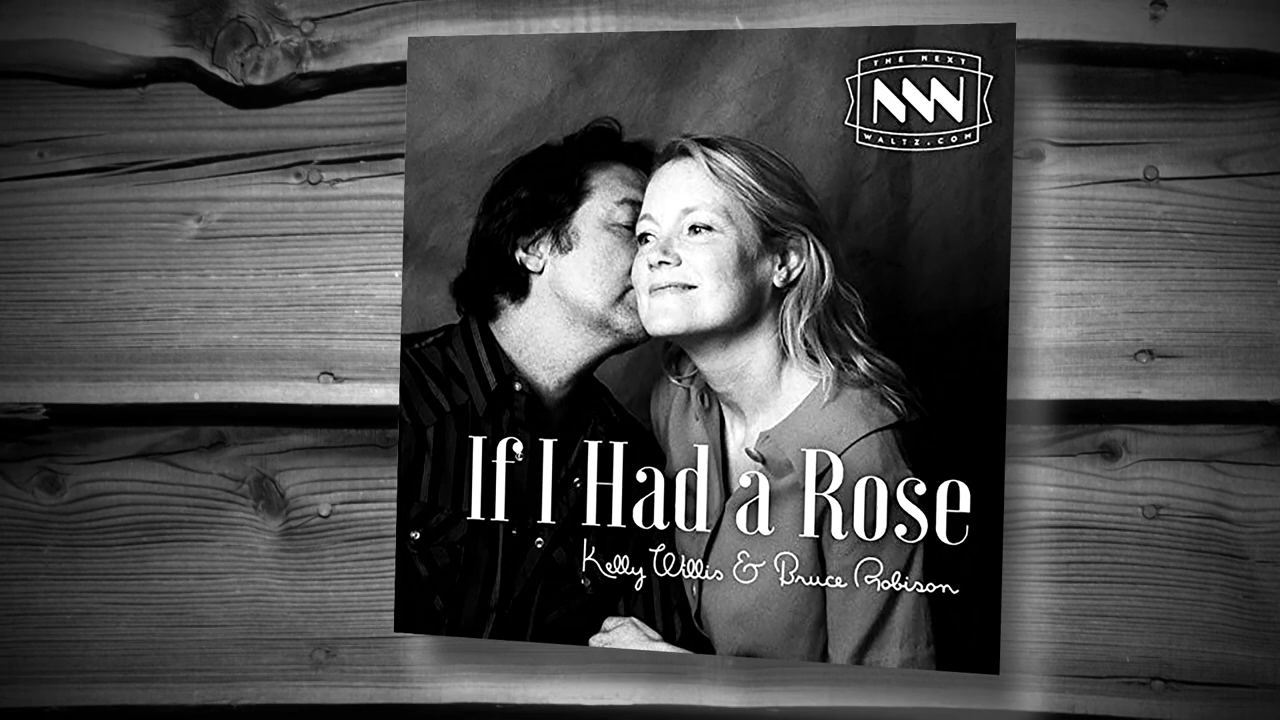 THE NEXT
NW
WALTZ.COM
If I Had a Rose
Kelly Willis & Bruce Robison